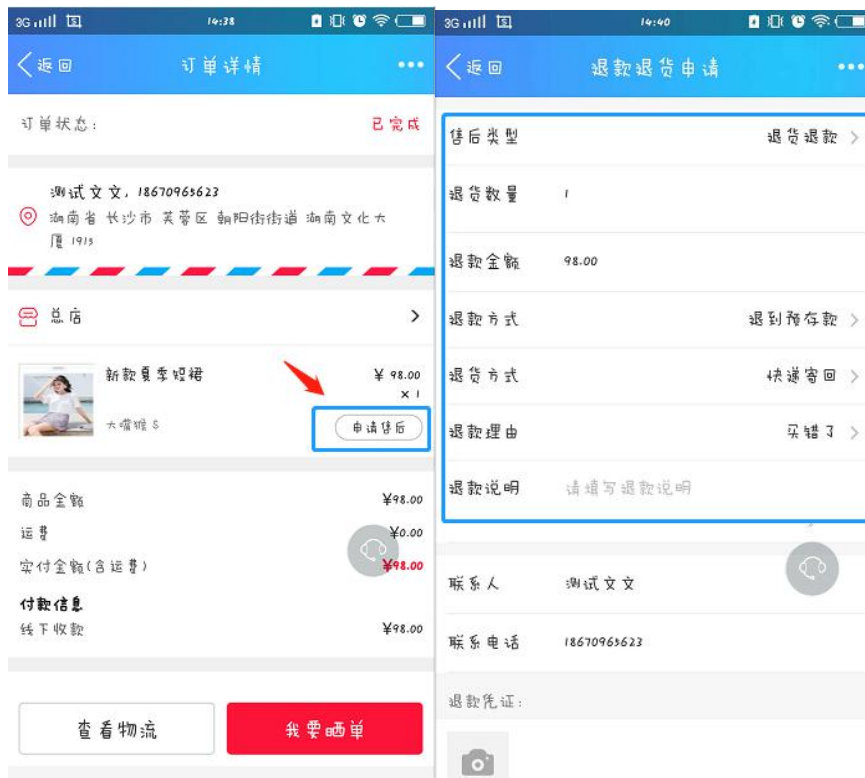 3G 14:38
返回 订单详情
订单状态: 已完成
测试文文, 18670965623
湖南省 长沙市 芙蓉区 朝阳街街道 湖南文化大
厦 1915
总店
新款夏季短裙 ¥ 98.00
× 1
大嘴猴 S 申请售后
商品金额 ¥98.00
运费 ¥0.00
实付金额(含运费) ¥98.00
付款信息
线下收款 ¥98.00
查看物流 我要晒单
3G 14:40
返回 退款退货申请
售后类型 退货退款
退货数量 1
退款金额 98.00
退款方式 退到预存款
退货方式 快递寄回
退款理由 买错了
退款说明 请填写退款说明
联系人 测试文文
联系电话 18670965623
退款凭证: